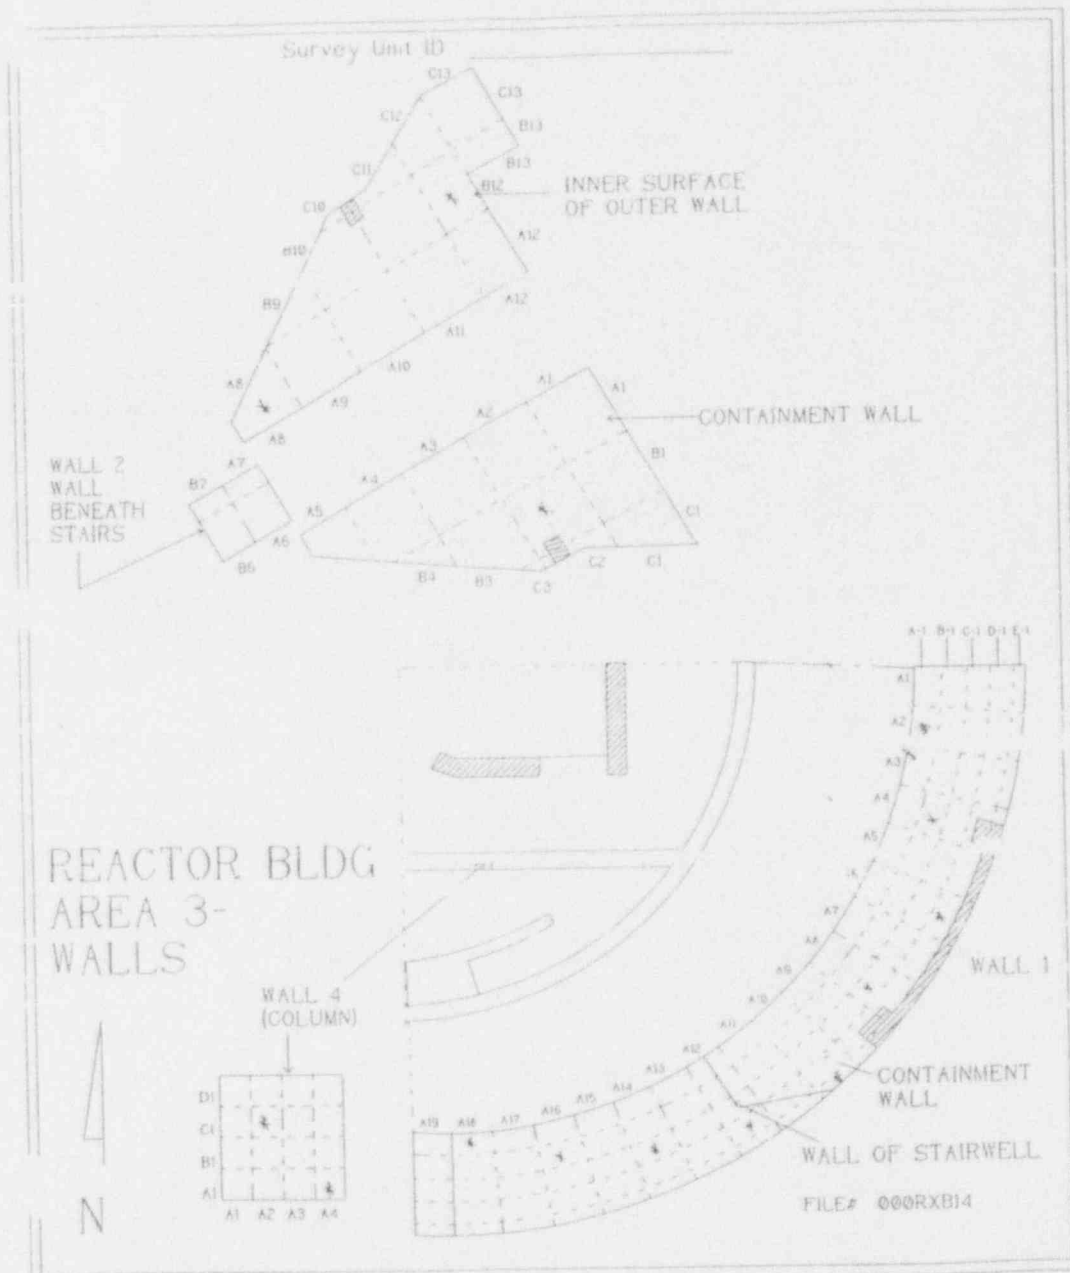 Survey Unit ID
C13
C13
C12
B13
B13
C11
B12
INNER SURFACE
OF OUTER WALL
C10
B10
A12
B9
A12
A11
A10
A8
A9
A8
A1
A1
A2
CONTAINMENT WALL
A3
B1
WALL 2
WALL
BENEATH
STAIRS
A7
B7
A4
A5
C1
A6
B6
B4
B3
C3
C2
C1
A-1 B-1 C-1 D-1 E-1
A1
A2
A3
A4
A5
A7
A8
A9
A10
A11
A12
A13
A14
A15
A16
A17
A18
A19
REACTOR BLDG
AREA 3-
WALLS
WALL 1
WALL 4
(COLUMN)
CONTAINMENT
WALL
WALL OF STAIRWELL
D1
C1
B1
A1
A1 A2 A3 A4
N
FILE# 000RXB14